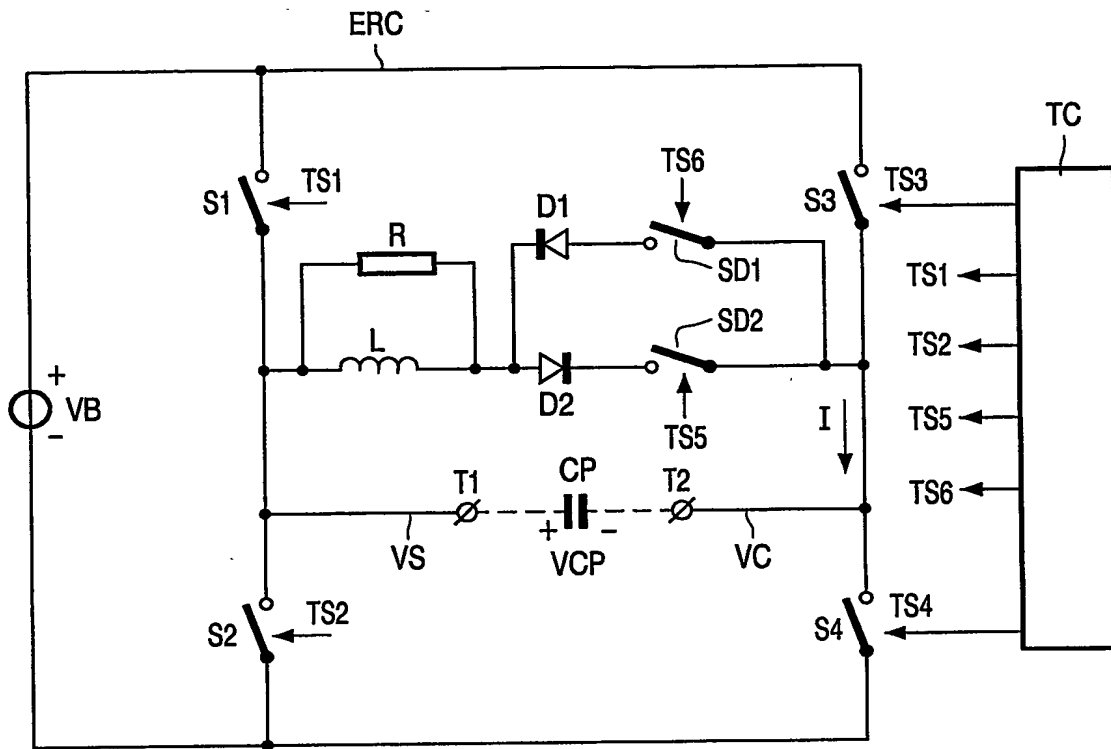 ERC
TC
TS6
S1 TS1
D1
S3 TS3
R
SD1
TS1
SD2
L
TS2
+
VB
-
D2
TS5
I
TS5
T1 CP T2
TS6
+ -
VS VCP VC
S2 TS2
S4 TS4